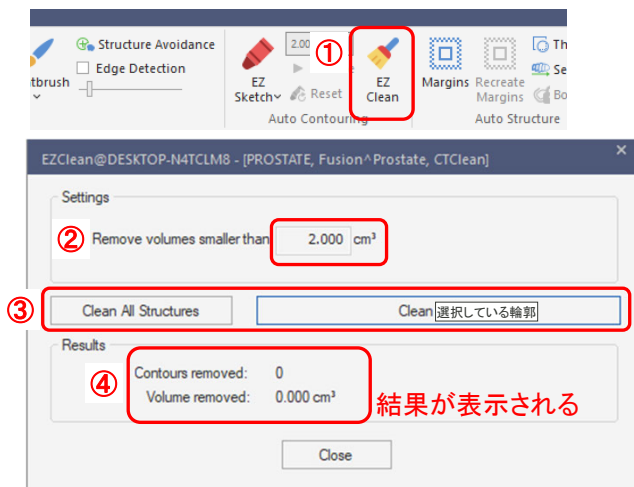 Structure Avoidance
Edge Detection
tbrush
2.00
①
EZ
Sketch
Reset
EZ
Clean
Margins
Recreate
Margins
Th
Se
Bo
Auto Contouring
Auto Structure
EZClean@DESKTOP-N4TCLM8 - [PROSTATE, Fusion^Prostate, CTClean]
Settings
② Remove volumes smaller than 2.000 cm³
③ Clean All Structures Clean 選択している輪郭
Results
④ Contours removed: 0
Volume removed: 0.000 cm³
結果が表示される
Close